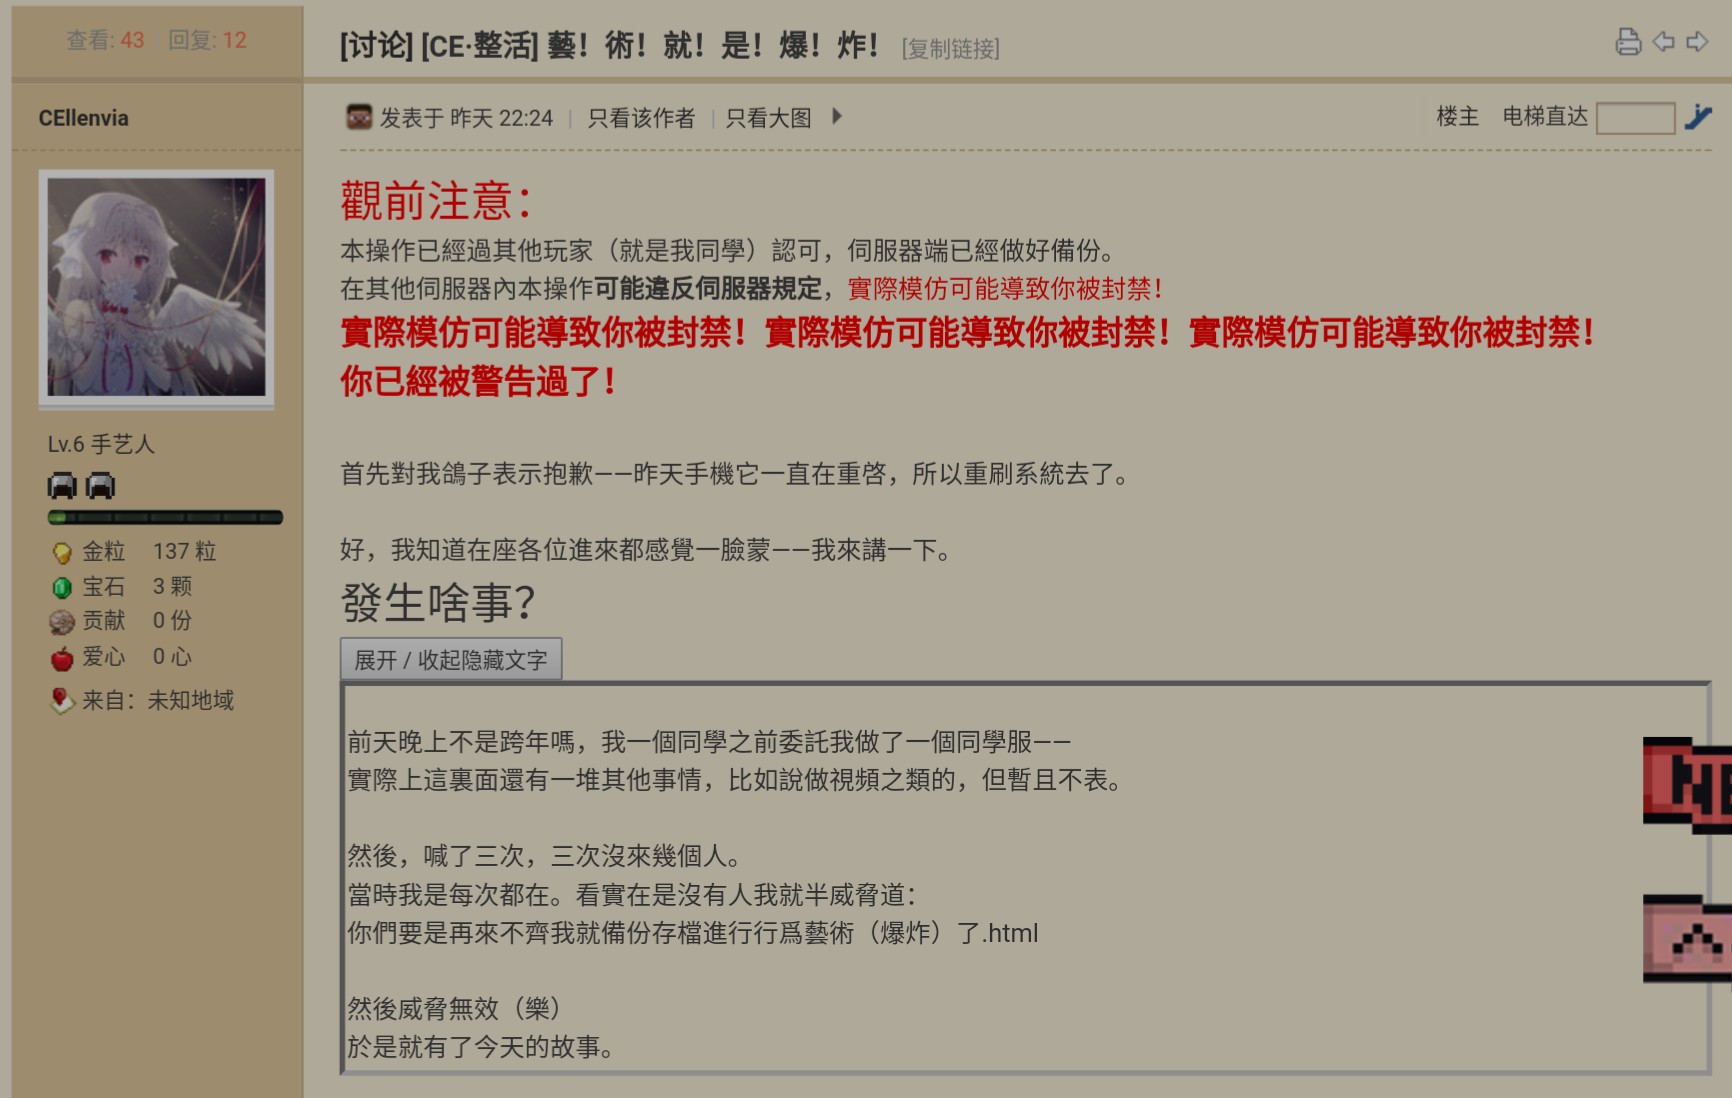 查看: 43 回复: 12
[讨论] [CE·整活] 藝！術！就！是！爆！炸！ [复制链接]
CEllenvia
发表于 昨天 22:24 | 只看该作者 | 只看大图
楼主 电梯直达
觀前注意：
本操作已經過其他玩家（就是我同學）認可，伺服器端已經做好備份。
在其他伺服器內本操作可能違反伺服器規定，實際模仿可能導致你被封禁！
實際模仿可能導致你被封禁！實際模仿可能導致你被封禁！實際模仿可能導致你被封禁！
你已經被警告過了！
Lv.6 手艺人
金粒 137 粒
宝石 3 颗
贡献 0 份
爱心 0 心
来自：未知地域
首先對我鴿子表示抱歉——昨天手機它一直在重啓，所以重刷系統去了。
好，我知道在座各位進來都感覺一臉蒙——我來講一下。
發生啥事？
展开 / 收起隐藏文字
前天晚上不是跨年嗎，我一個同學之前委託我做了一個同學服——
實際上這裏面還有一堆其他事情，比如說做視頻之類的，但暫且不表。
然後，喊了三次，三次沒來幾個人。
當時我是每次都在。看實在是沒有人我就半威脅道：
你們要是再來不齊我就備份存檔進行行爲藝術（爆炸）了.html
然後威脅無效（樂）
於是就有了今天的故事。